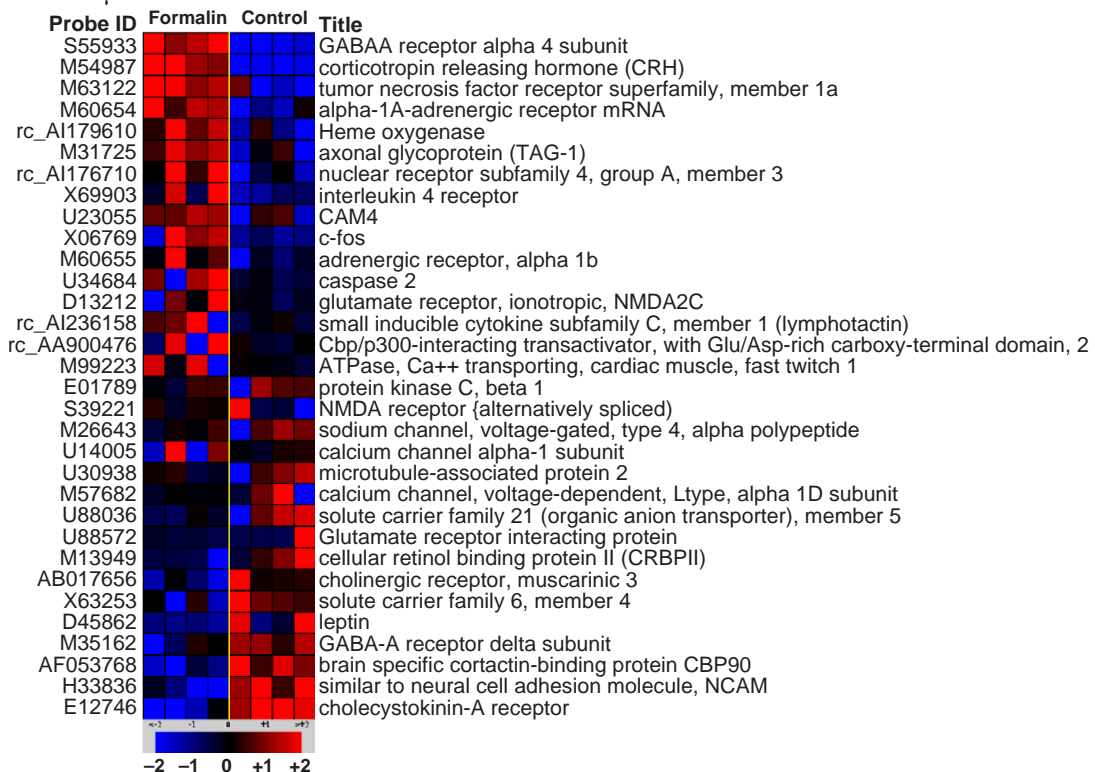 Probe ID Formalin Control Title
S55933 GABAA receptor alpha 4 subunit
M54987 corticotropin releasing hormone (CRH)
M63122 tumor necrosis factor receptor superfamily, member 1a
M60654 alpha-1A-adrenergic receptor mRNA
rc_AI179610 Heme oxygenase
M31725 axonal glycoprotein (TAG-1)
rc_AI176710 nuclear receptor subfamily 4, group A, member 3
X69903 interleukin 4 receptor
U23055 CAM4
X06769 c-fos
M60655 adrenergic receptor, alpha 1b
U34684 caspase 2
D13212 glutamate receptor, ionotropic, NMDA2C
rc_AI236158 small inducible cytokine subfamily C, member 1 (lymphotactin)
rc_AA900476 Cbp/p300-interacting transactivator, with Glu/Asp-rich carboxy-terminal domain, 2
M99223 ATPase, Ca++ transporting, cardiac muscle, fast twitch 1
E01789 protein kinase C, beta 1
S39221 NMDA receptor {alternatively spliced)
M26643 sodium channel, voltage-gated, type 4, alpha polypeptide
U14005 calcium channel alpha-1 subunit
U30938 microtubule-associated protein 2
M57682 calcium channel, voltage-dependent, Ltype, alpha 1D subunit
U88036 solute carrier family 21 (organic anion transporter), member 5
U88572 Glutamate receptor interacting protein
M13949 cellular retinol binding protein II (CRBPII)
AB017656 cholinergic receptor, muscarinic 3
X63253 solute carrier family 6, member 4
D45862 leptin
M35162 GABA-A receptor delta subunit
AF053768 brain specific cortactin-binding protein CBP90
H33836 similar to neural cell adhesion molecule, NCAM
E12746 cholecystokinin-A receptor
-1 0 +1
−2 −1 0 +1 +2